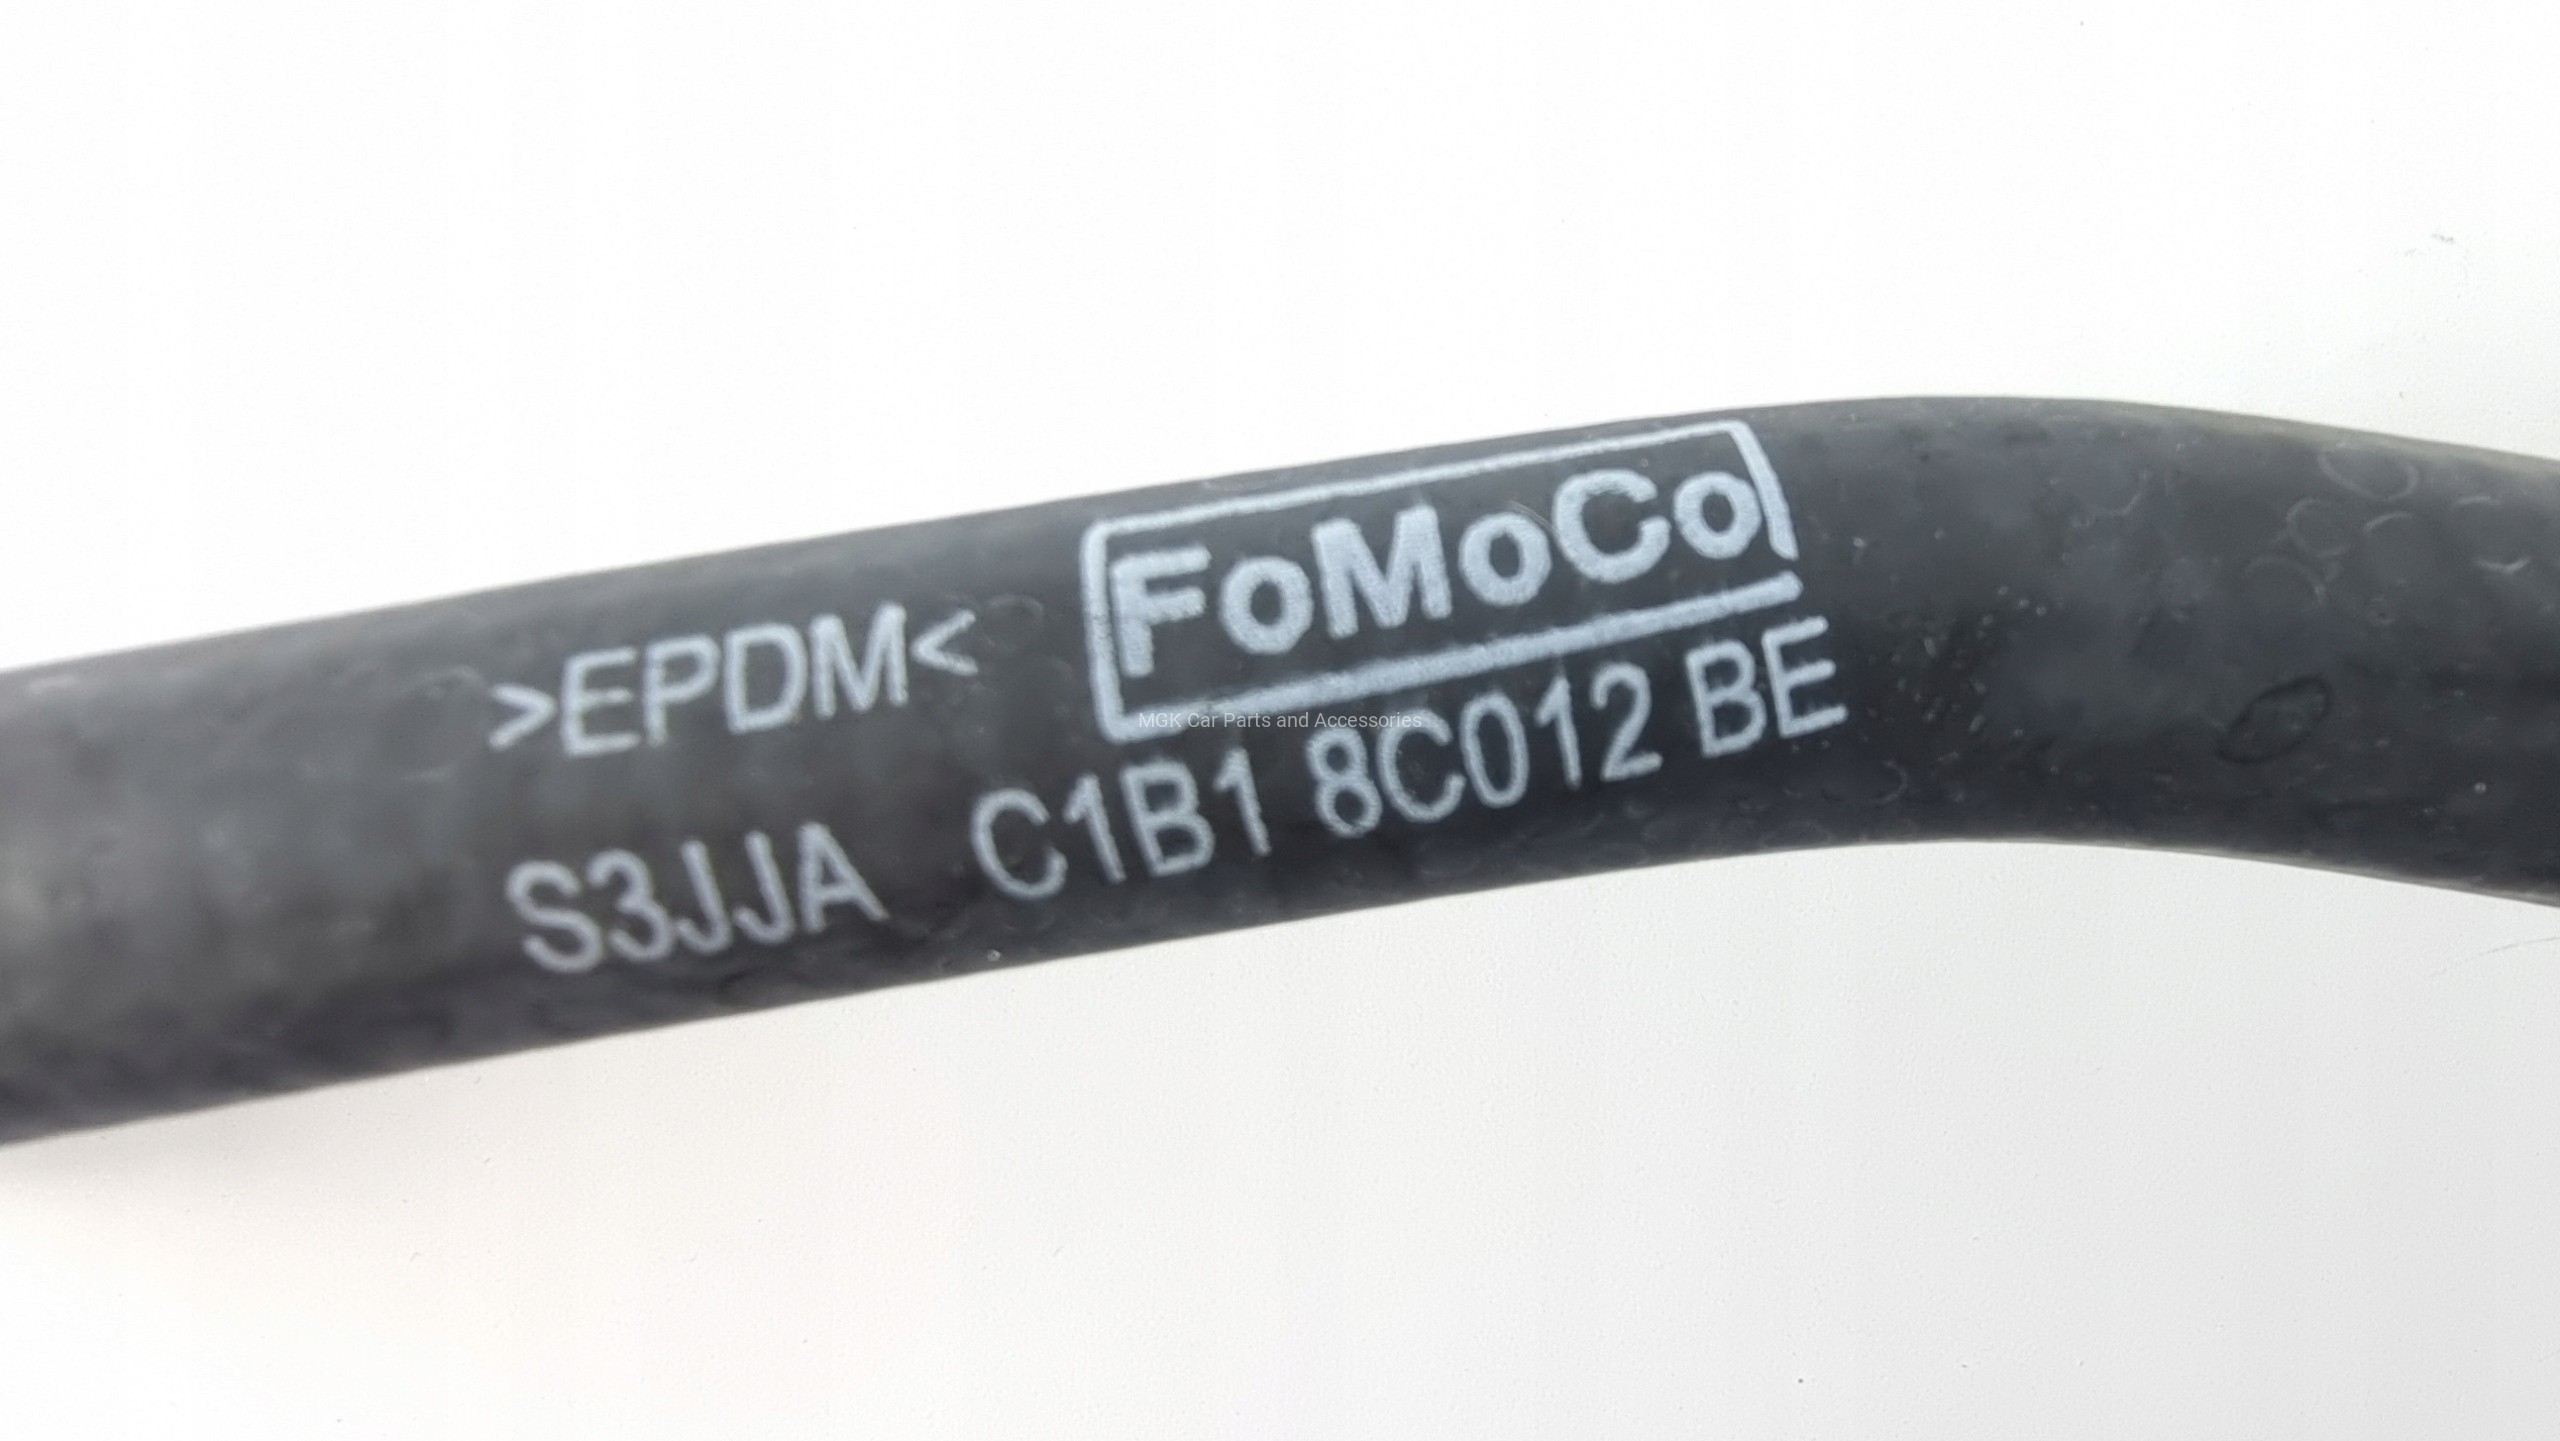 >EPDM< FoMoCo
MGK Car Parts and Accessories
S3JJA C1B1 8C012 BE